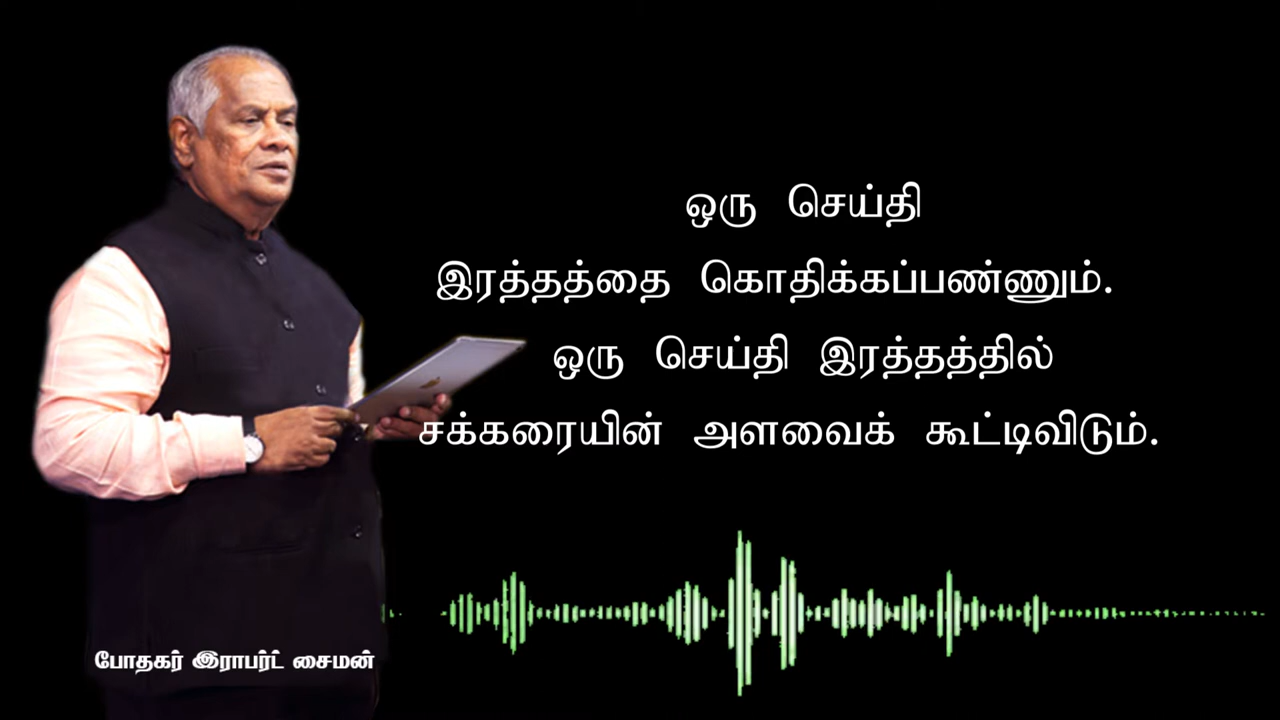 ஒரு செய்தி
இரத்தத்தை கொதிக்கப்பண்ணும்.
ஒரு செய்தி இரத்தத்தில்
சக்கரையின் அளவைக் கூட்டிவிடும்.
போதகர் இராபர்ட் சைமன்